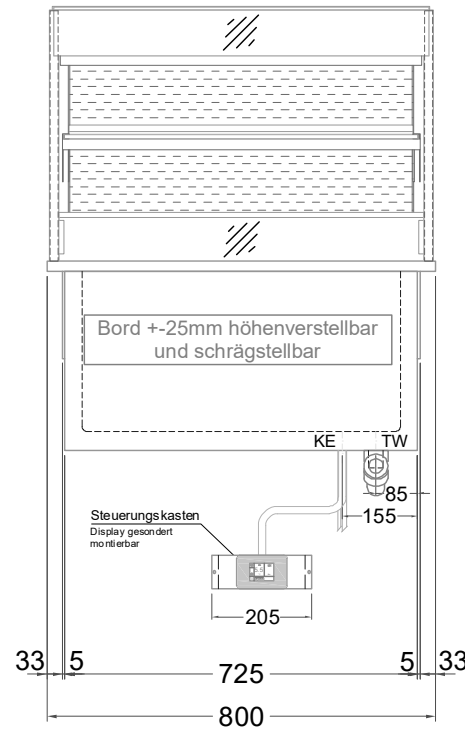 Bord +-25mm höhenverstellbar
und schrägstellbar
KE TW
85
155
Steuerungskasten
Display gesondert
montierbar
205
33 5 725 5 33
800